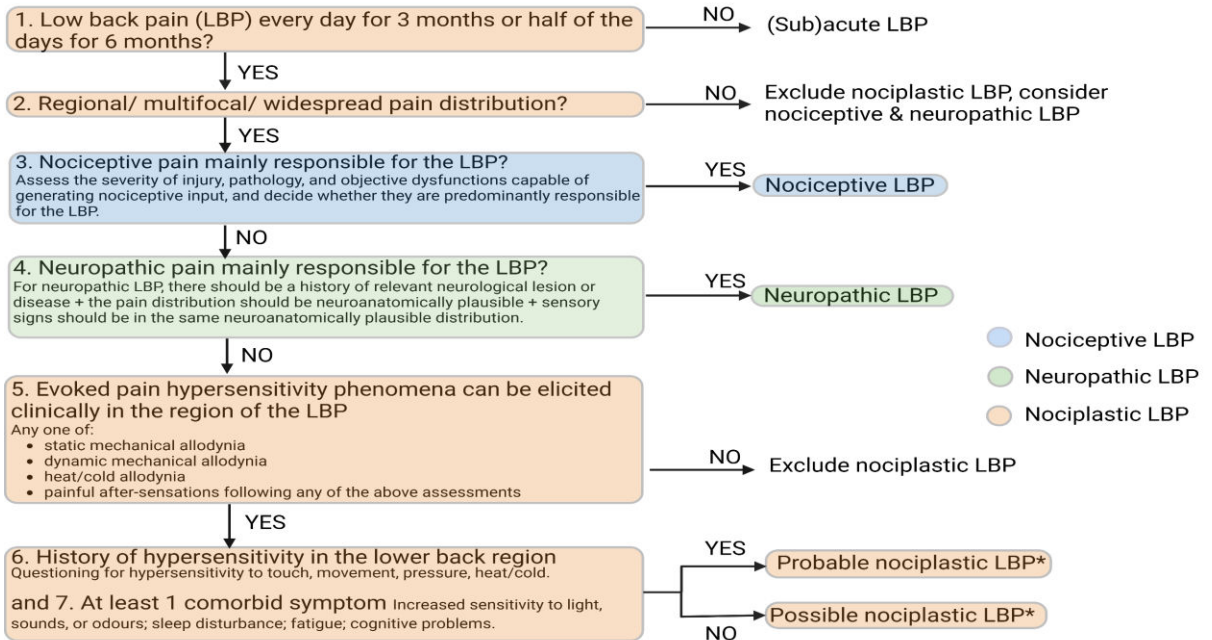 1. Low back pain (LBP) every day for 3 months or half of the
days for 6 months?
NO
(Sub)acute LBP
YES
2. Regional/ multifocal/ widespread pain distribution?
NO
Exclude nociplastic LBP, consider
nociceptive & neuropathic LBP
YES
3. Nociceptive pain mainly responsible for the LBP?
Assess the severity of injury, pathology, and objective dysfunctions capable of
generating nociceptive input, and decide whether they are predominantly responsible
for the LBP.
YES
Nociceptive LBP
NO
4. Neuropathic pain mainly responsible for the LBP?
For neuropathic LBP, there should be a history of relevant neurological lesion or
disease + the pain distribution should be neuroanatomically plausible + sensory
signs should be in the same neuroanatomically plausible distribution.
YES
Neuropathic LBP
NO
Nociceptive LBP
Neuropathic LBP
Nociplastic LBP
5. Evoked pain hypersensitivity phenomena can be elicited
clinically in the region of the LBP
Any one of:
• static mechanical allodynia
• dynamic mechanical allodynia
• heat/cold allodynia
• painful after-sensations following any of the above assessments
NO
Exclude nociplastic LBP
YES
6. History of hypersensitivity in the lower back region
Questioning for hypersensitivity to touch, movement, pressure, heat/cold.
and 7. At least 1 comorbid symptom Increased sensitivity to light,
sounds, or odours; sleep disturbance; fatigue; cognitive problems.
YES
Probable nociplastic LBP*
Possible nociplastic LBP*
NO